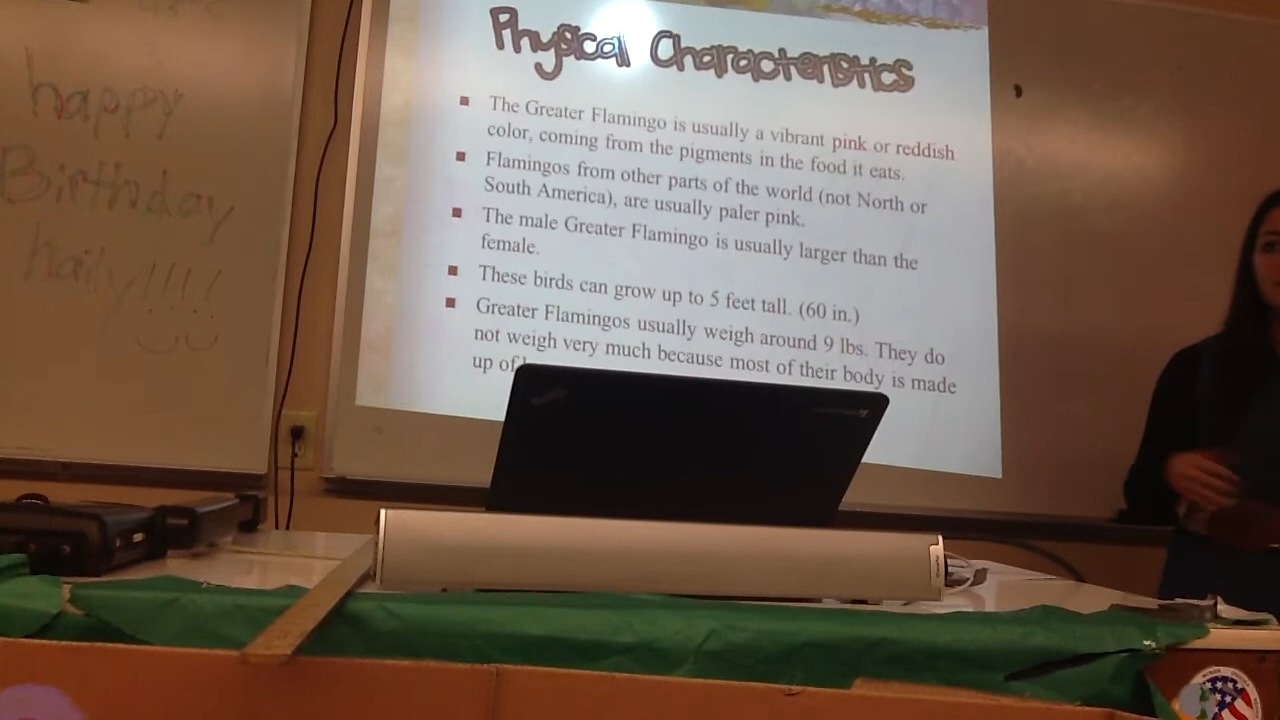 happy
Birthday
haily!!!!
Physical Characteristics
The Greater Flamingo is usually a vibrant pink or reddish
color, coming from the pigments in the food it eats.
Flamingos from other parts of the world (not North or
South America), are usually paler pink.
The male Greater Flamingo is usually larger than the
female.
These birds can grow up to 5 feet tall. (60 in.)
Greater Flamingos usually weigh around 9 lbs. They do
not weigh very much because most of their body is made
up of